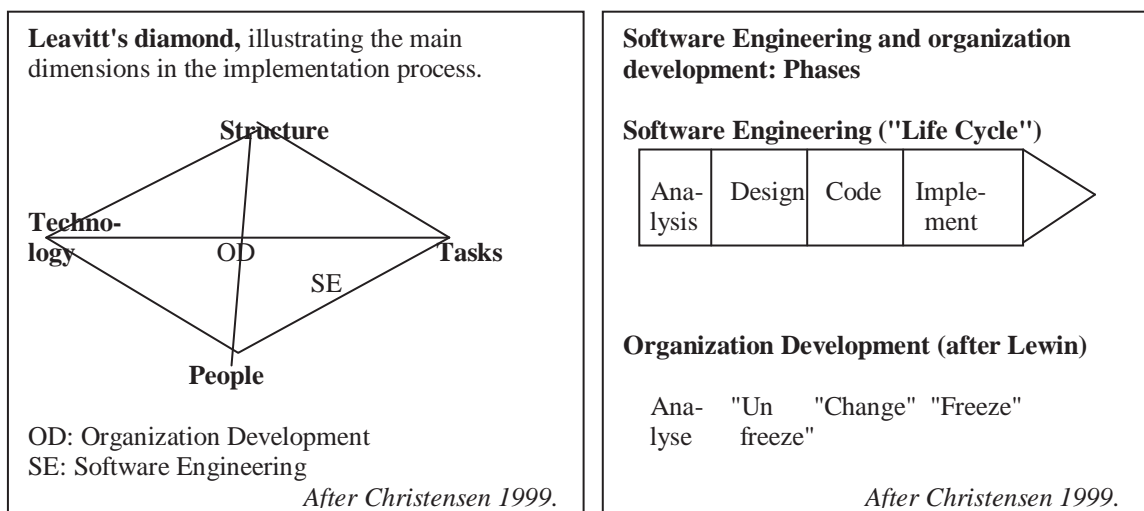 Leavitt's diamond, illustrating the main
dimensions in the implementation process.
Structure
Techno-
logy
OD
Tasks
SE
People
OD: Organization Development
SE: Software Engineering
After Christensen 1999.
Software Engineering and organization
development: Phases
Software Engineering ("Life Cycle")
Ana-
lysis
Design
Code
Imple-
ment
Organization Development (after Lewin)
Ana- "Un "Change" "Freeze"
lyse freeze"
After Christensen 1999.